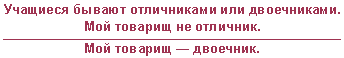 Учащиеся бывают отличниками или двоечниками.
Мой товарищ не отличник.
Мой товарищ — двоечник.